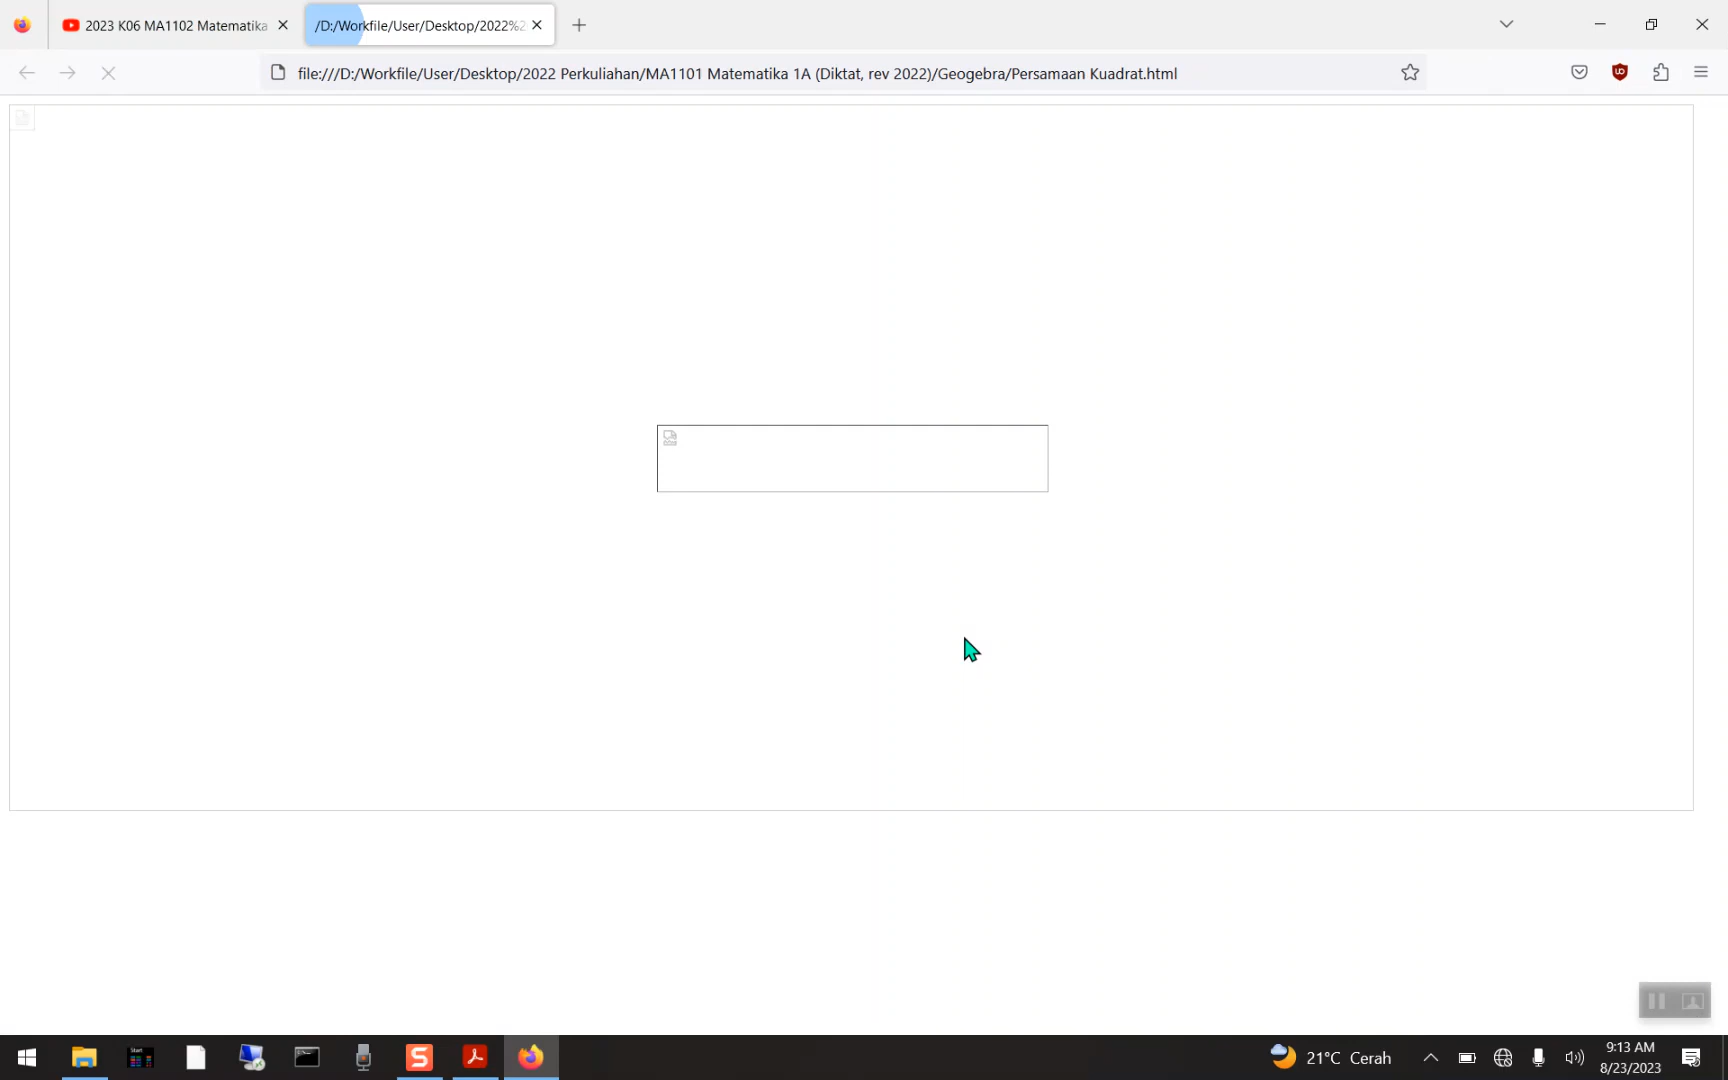 2023 K06 MA1102 Matematika
/D:/Workfile/User/Desktop/2022%2
file:///D:/Workfile/User/Desktop/2022 Perkuliahan/MA1101 Matematika 1A (Diktat, rev 2022)/Geogebra/Persamaan Kuadrat.html
Start
21°C Cerah
9:13 AM
8/23/2023